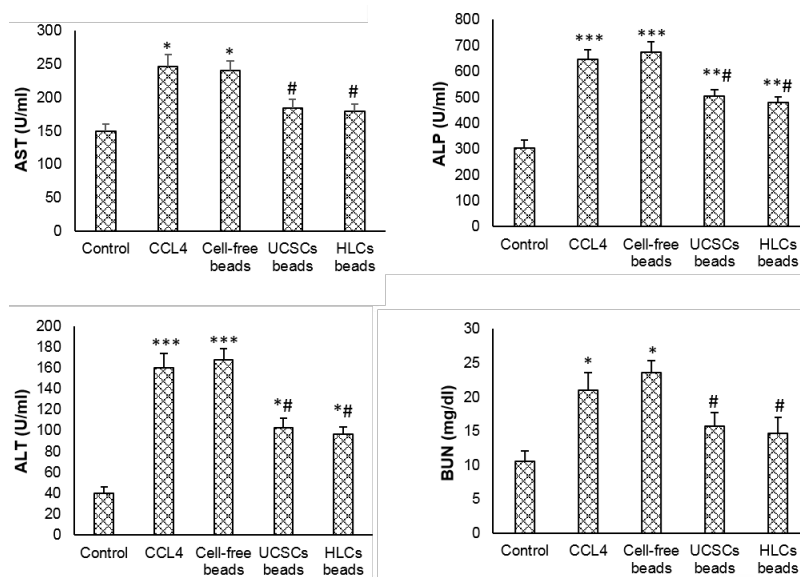 AST (U/ml)
300
250
200
150
100
50
0
*
*
#
#
Control
CCL4
Cell-free
beads
UCSCs
beads
HLCs
beads
ALP (U/ml)
800
700
600
500
400
300
200
100
0
***
***
**#
**#
Control
CCL4
Cell-free
beads
UCSCs
beads
HLCs
beads
ALT (U/ml)
200
180
160
140
120
100
80
60
40
20
0
***
***
*#
*#
Control
CCL4
Cell-free
beads
UCSCs
beads
HLCs
beads
BUN (mg/dl)
30
25
20
15
10
5
0
*
*
#
#
Control
CCL4
Cell-free
beads
UCSCs
beads
HLCs
beads